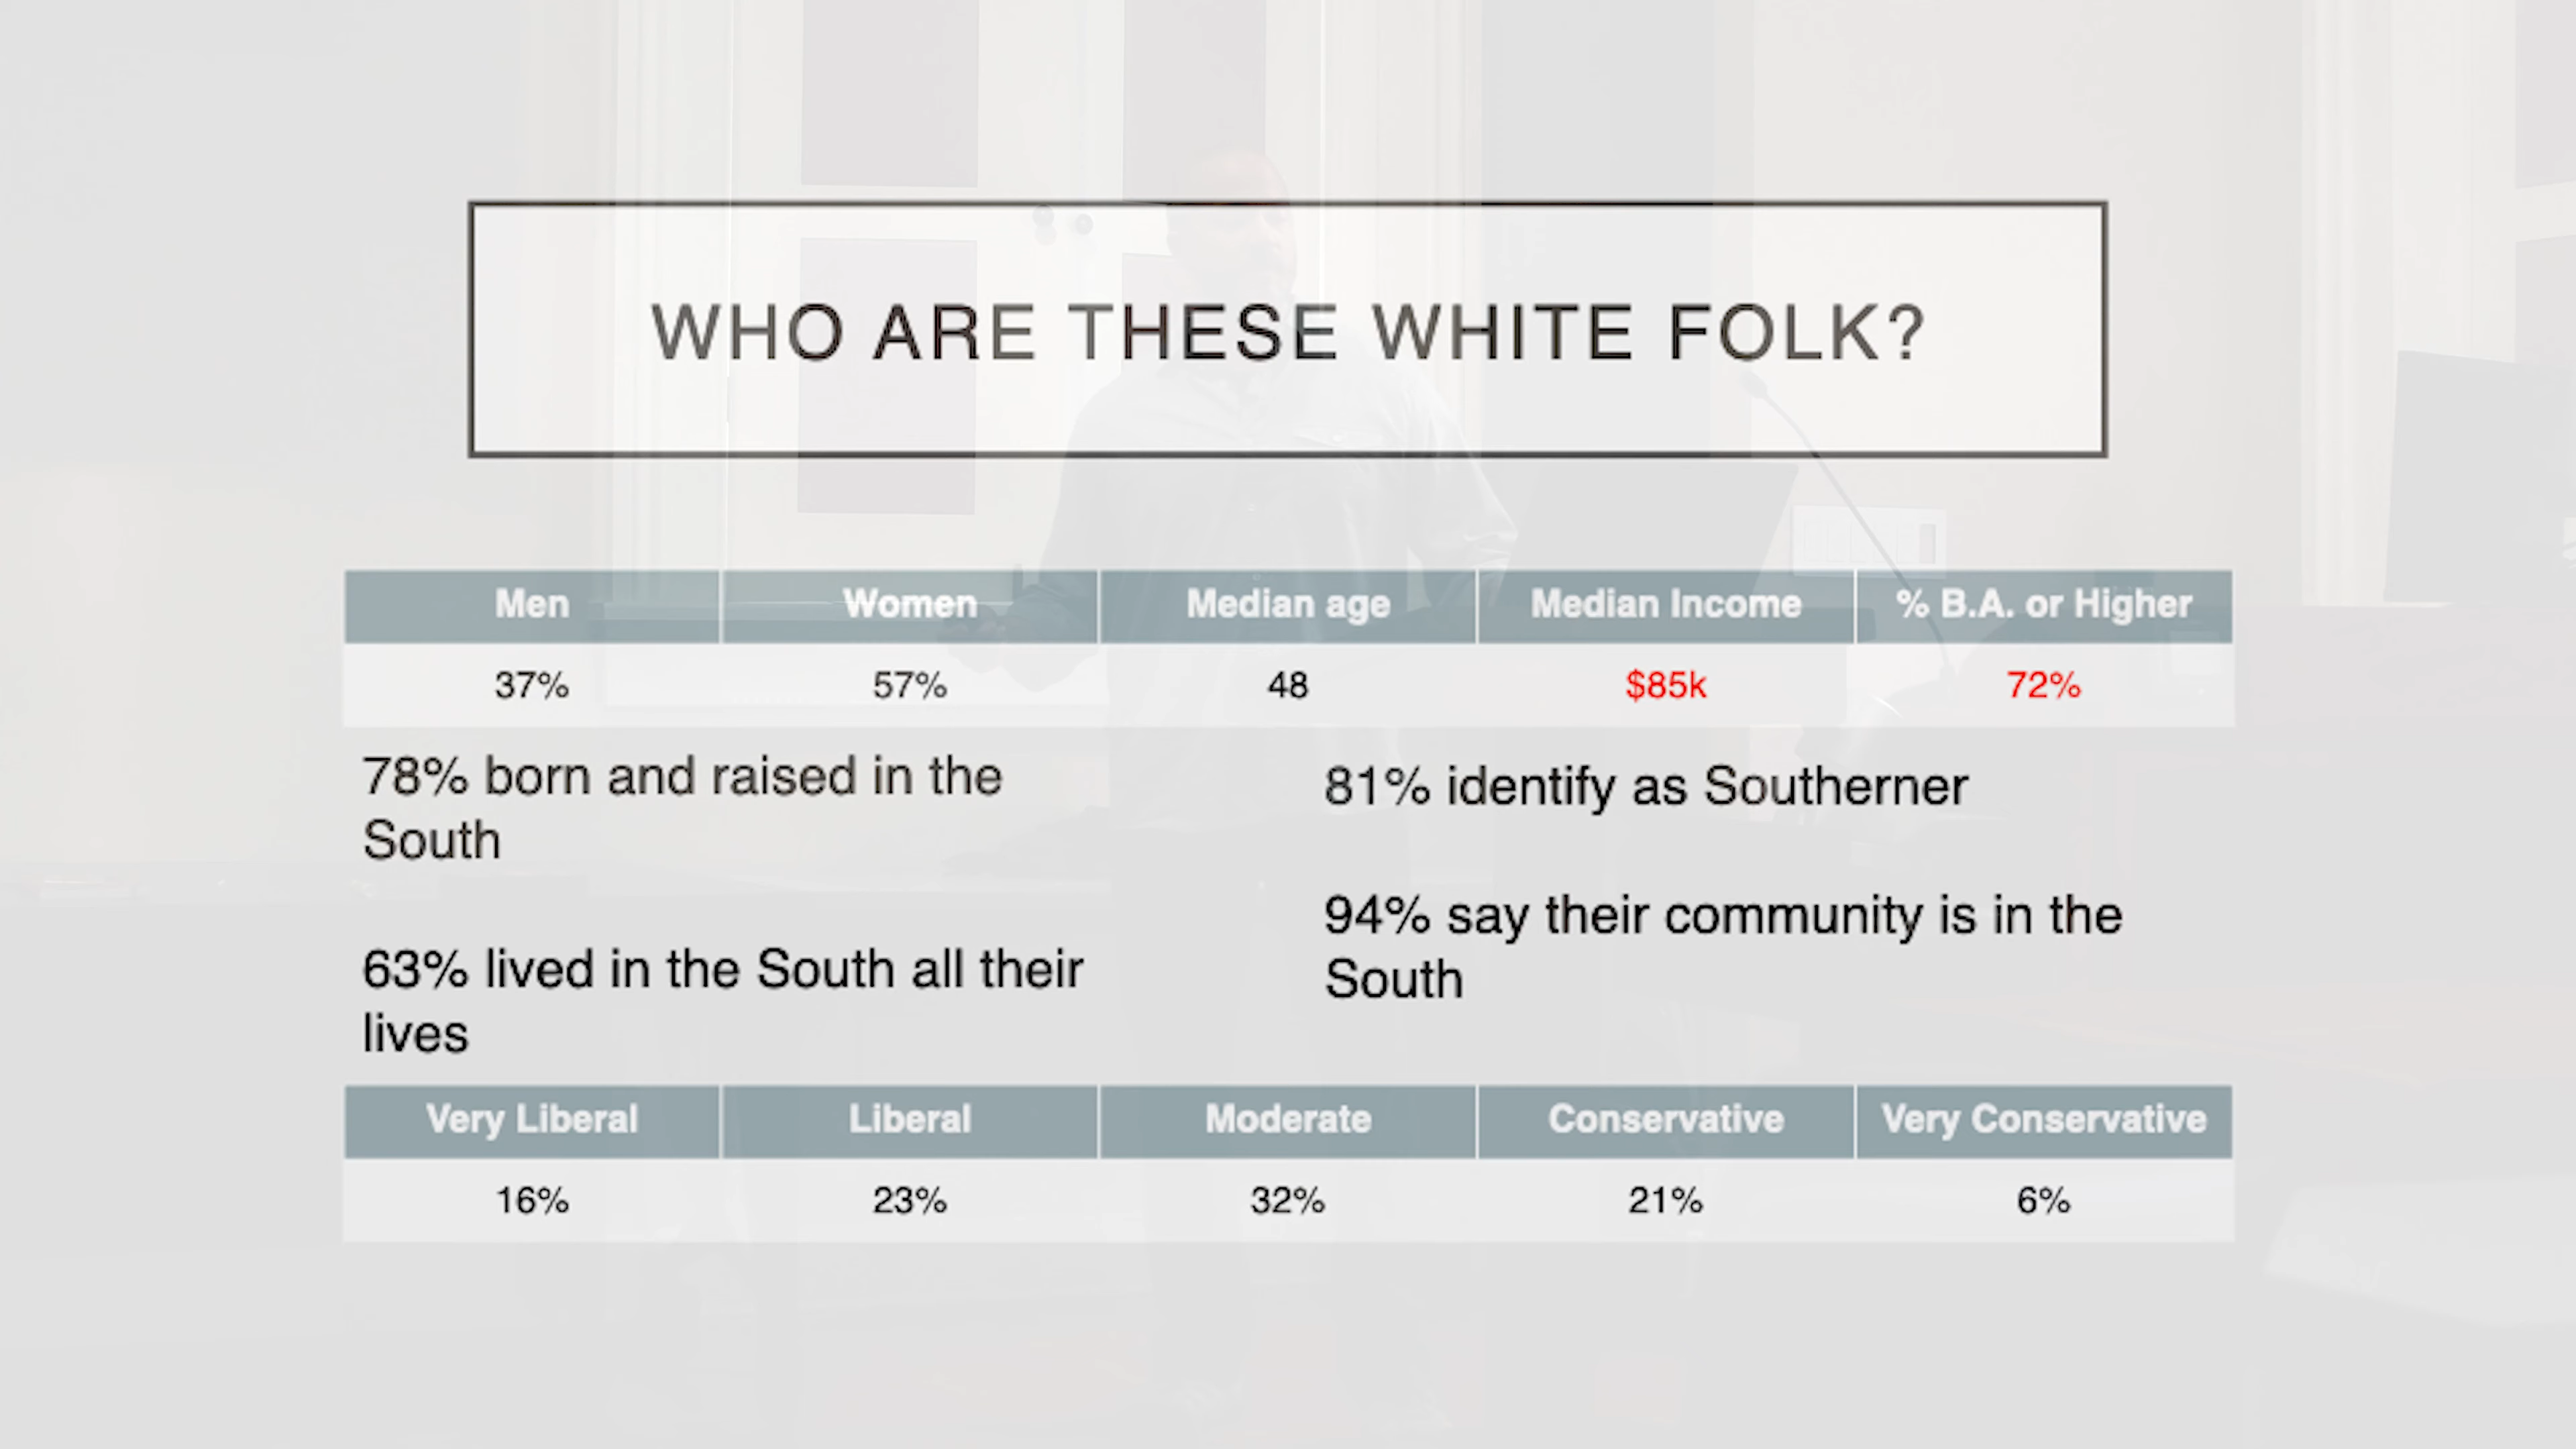 WHO ARE THESE WHITE FOLK?
Men Women Median age Median Income % B.A. or Higher
37% 57% 48 $85k 72%
78% born and raised in the
South
63% lived in the South all their
lives
81% identify as Southerner
94% say their community is in the
South
Very Liberal Liberal Moderate Conservative Very Conservative
16% 23% 32% 21% 6%